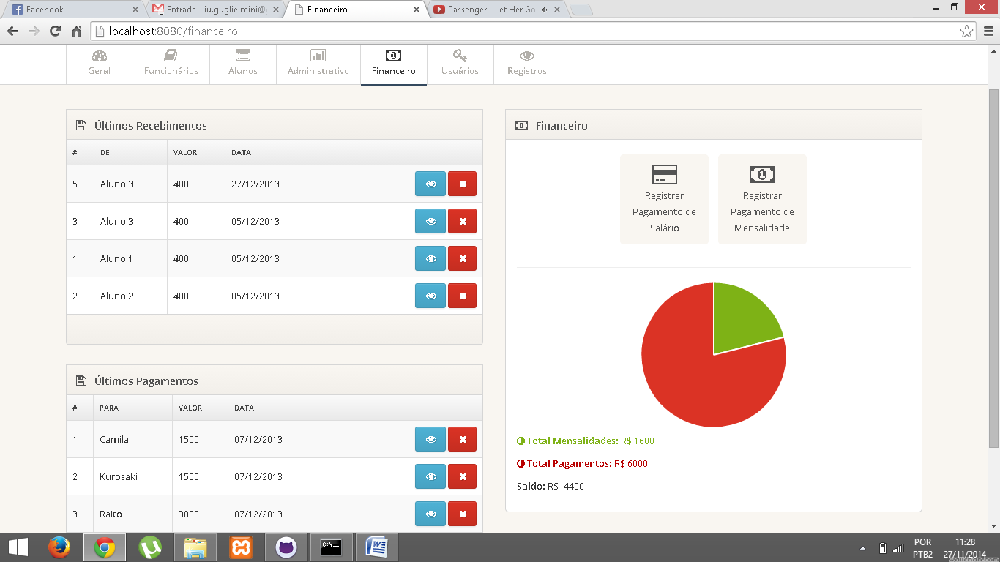 Facebook
Entrada - iu.guglielmini@
Financeiro
Passenger - Let Her Go
localhost:8080/financeiro
Geral
Funcionários
Alunos
Administrativo
Financeiro
Usuários
Registros
Últimos Recebimentos
# DE VALOR DATA
5 Aluno 3 400 27/12/2013
3 Aluno 3 400 05/12/2013
1 Aluno 1 400 05/12/2013
2 Aluno 2 400 05/12/2013
Últimos Pagamentos
# PARA VALOR DATA
1 Camila 1500 07/12/2013
2 Kurosaki 1500 07/12/2013
3 Raito 3000 07/12/2013
Financeiro
Registrar
Pagamento de
Salário
Registrar
Pagamento de
Mensalidade
Total Mensalidades: R$ 1600
Total Pagamentos: R$ 6000
Saldo: R$ -4400
POR
PTB2
11:28
27/11/2014